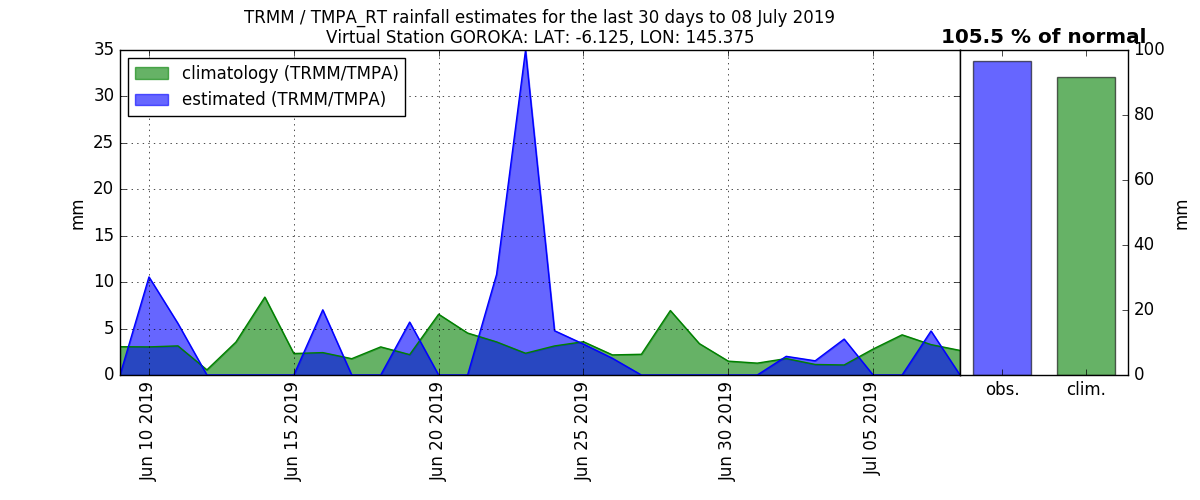 TRMM / TMPA_RT rainfall estimates for the last 30 days to 08 July 2019
Virtual Station GOROKA: LAT: -6.125, LON: 145.375
105.5 % of normal
climatology (TRMM/TMPA)
estimated (TRMM/TMPA)
35
30
25
20
15
10
5
0
mm
Jun 10 2019
Jun 15 2019
Jun 20 2019
Jun 25 2019
Jun 30 2019
Jul 05 2019
obs.
clim.
100
80
60
40
20
0
mm